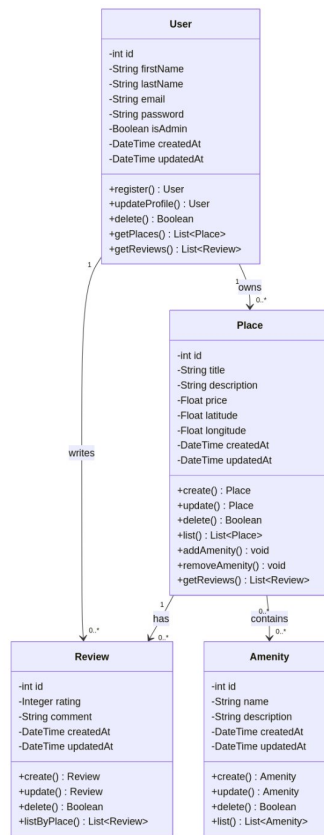 User
-int id
-String firstName
-String lastName
-String email
-String password
-Boolean isAdmin
-DateTime createdAt
-DateTime updatedAt
+register() : User
+updateProfile() : User
+delete() : Boolean
+getPlaces() : List<Place>
+getReviews() : List<Review>
1
1
owns
0..*
Place
-int id
-String title
-String description
-Float price
-Float latitude
-Float longitude
-DateTime createdAt
-DateTime updatedAt
+create() : Place
+update() : Place
+delete() : Boolean
+list() : List<Place>
+addAmenity() : void
+removeAmenity() : void
+getReviews() : List<Review>
writes
1
0..*
has
contains
0..*
0..*
0..*
Review
-int id
-Integer rating
-String comment
-DateTime createdAt
-DateTime updatedAt
+create() : Review
+update() : Review
+delete() : Boolean
+listByPlace() : List<Review>
Amenity
-int id
-String name
-String description
-DateTime createdAt
-DateTime updatedAt
+create() : Amenity
+update() : Amenity
+delete() : Boolean
+list() : List<Amenity>